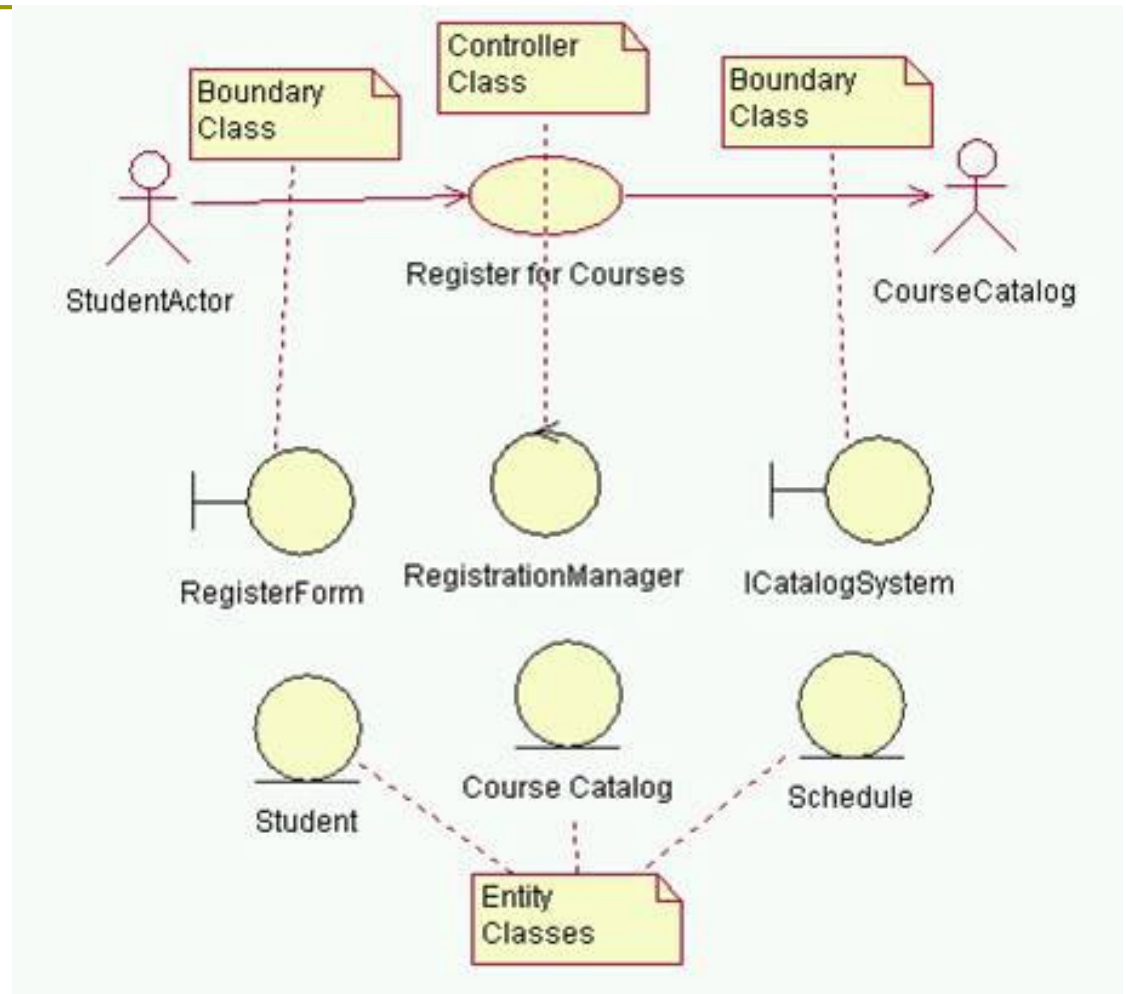 Controller
Class
Boundary
Class
Boundary
Class
StudentActor
Register for Courses
CourseCatalog
RegisterForm
RegistrationManager
ICatalogSystem
Student
Course Catalog
Schedule
Entity
Classes